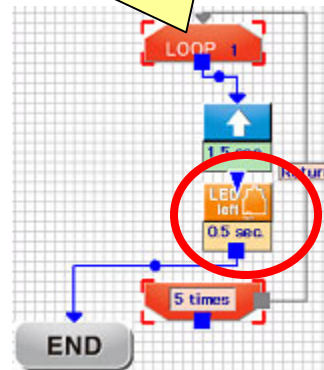 LOOP 1
1.5 sec.
Retur
LED
left
0.5 sec.
5 times
END